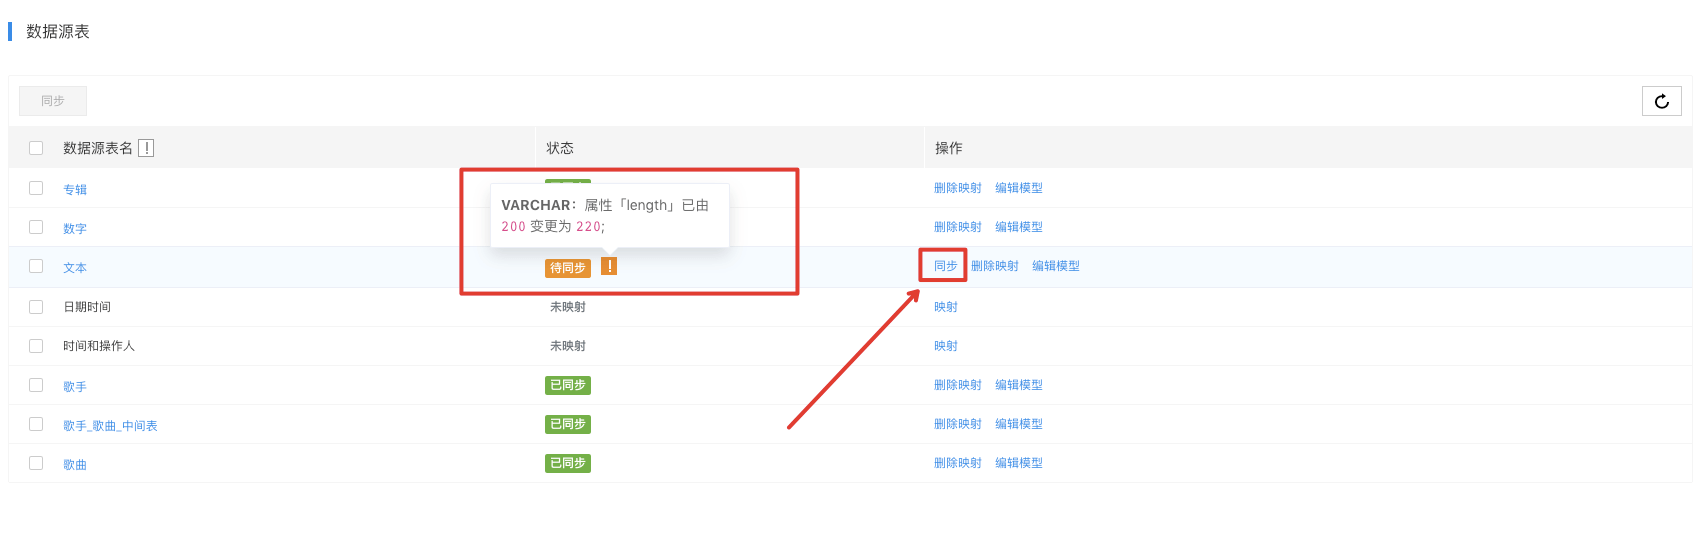 数据源表
同步
数据源表名 ! 状态 操作
专辑 删除映射 编辑模型
VARCHAR：属性「length」已由
200 变更为 220;
数字 删除映射 编辑模型
文本 待同步 ! 同步 删除映射 编辑模型
日期时间 未映射 映射
时间和操作人 未映射 映射
歌手 已同步 删除映射 编辑模型
歌手_歌曲_中间表 已同步 删除映射 编辑模型
歌曲 已同步 删除映射 编辑模型